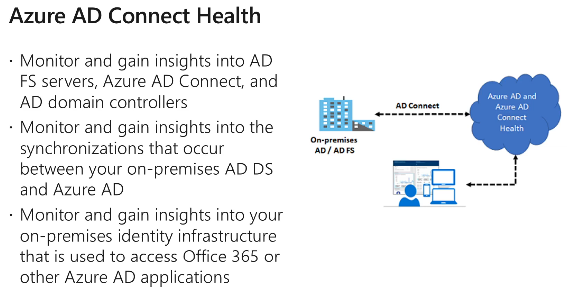 Azure AD Connect Health
· Monitor and gain insights into AD
FS servers, Azure AD Connect, and
AD domain controllers
· Monitor and gain insights into the
synchronizations that occur
between your on-premises AD DS
and Azure AD
· Monitor and gain insights into your
on-premises identity infrastructure
that is used to access Office 365 or
other Azure AD applications
AD Connect
On-premises
AD / AD FS
Azure AD and
Azure AD
Connect
Health